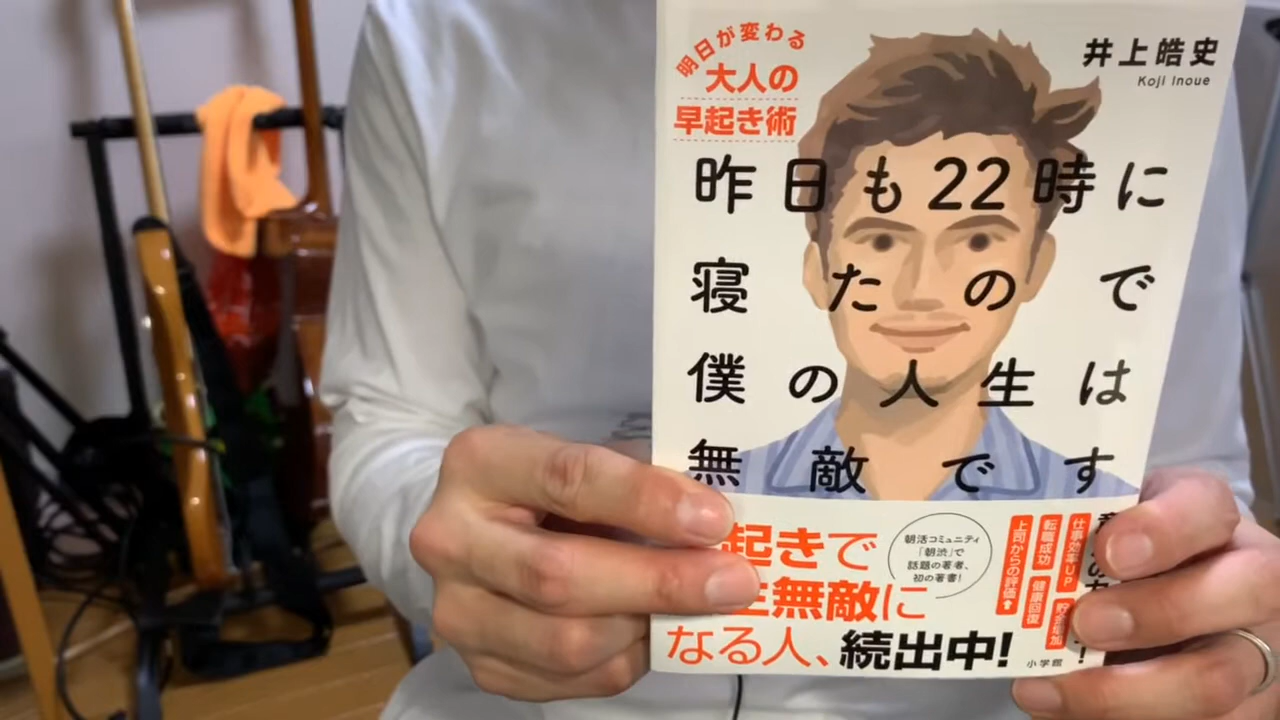 明日が変わる
大人の
早起き術
井上皓史
Koji Inoue
昨日も22時に
寝たので
僕の人生は
無敵です
起きで
無敵に
なる人、続出中!
朝活コミュニティ
「朝渋」で
話題の著者、
初の著書!
仕事効率UP
転職成功
上司からの評価⬆
健康回復
貯金増加
小学館